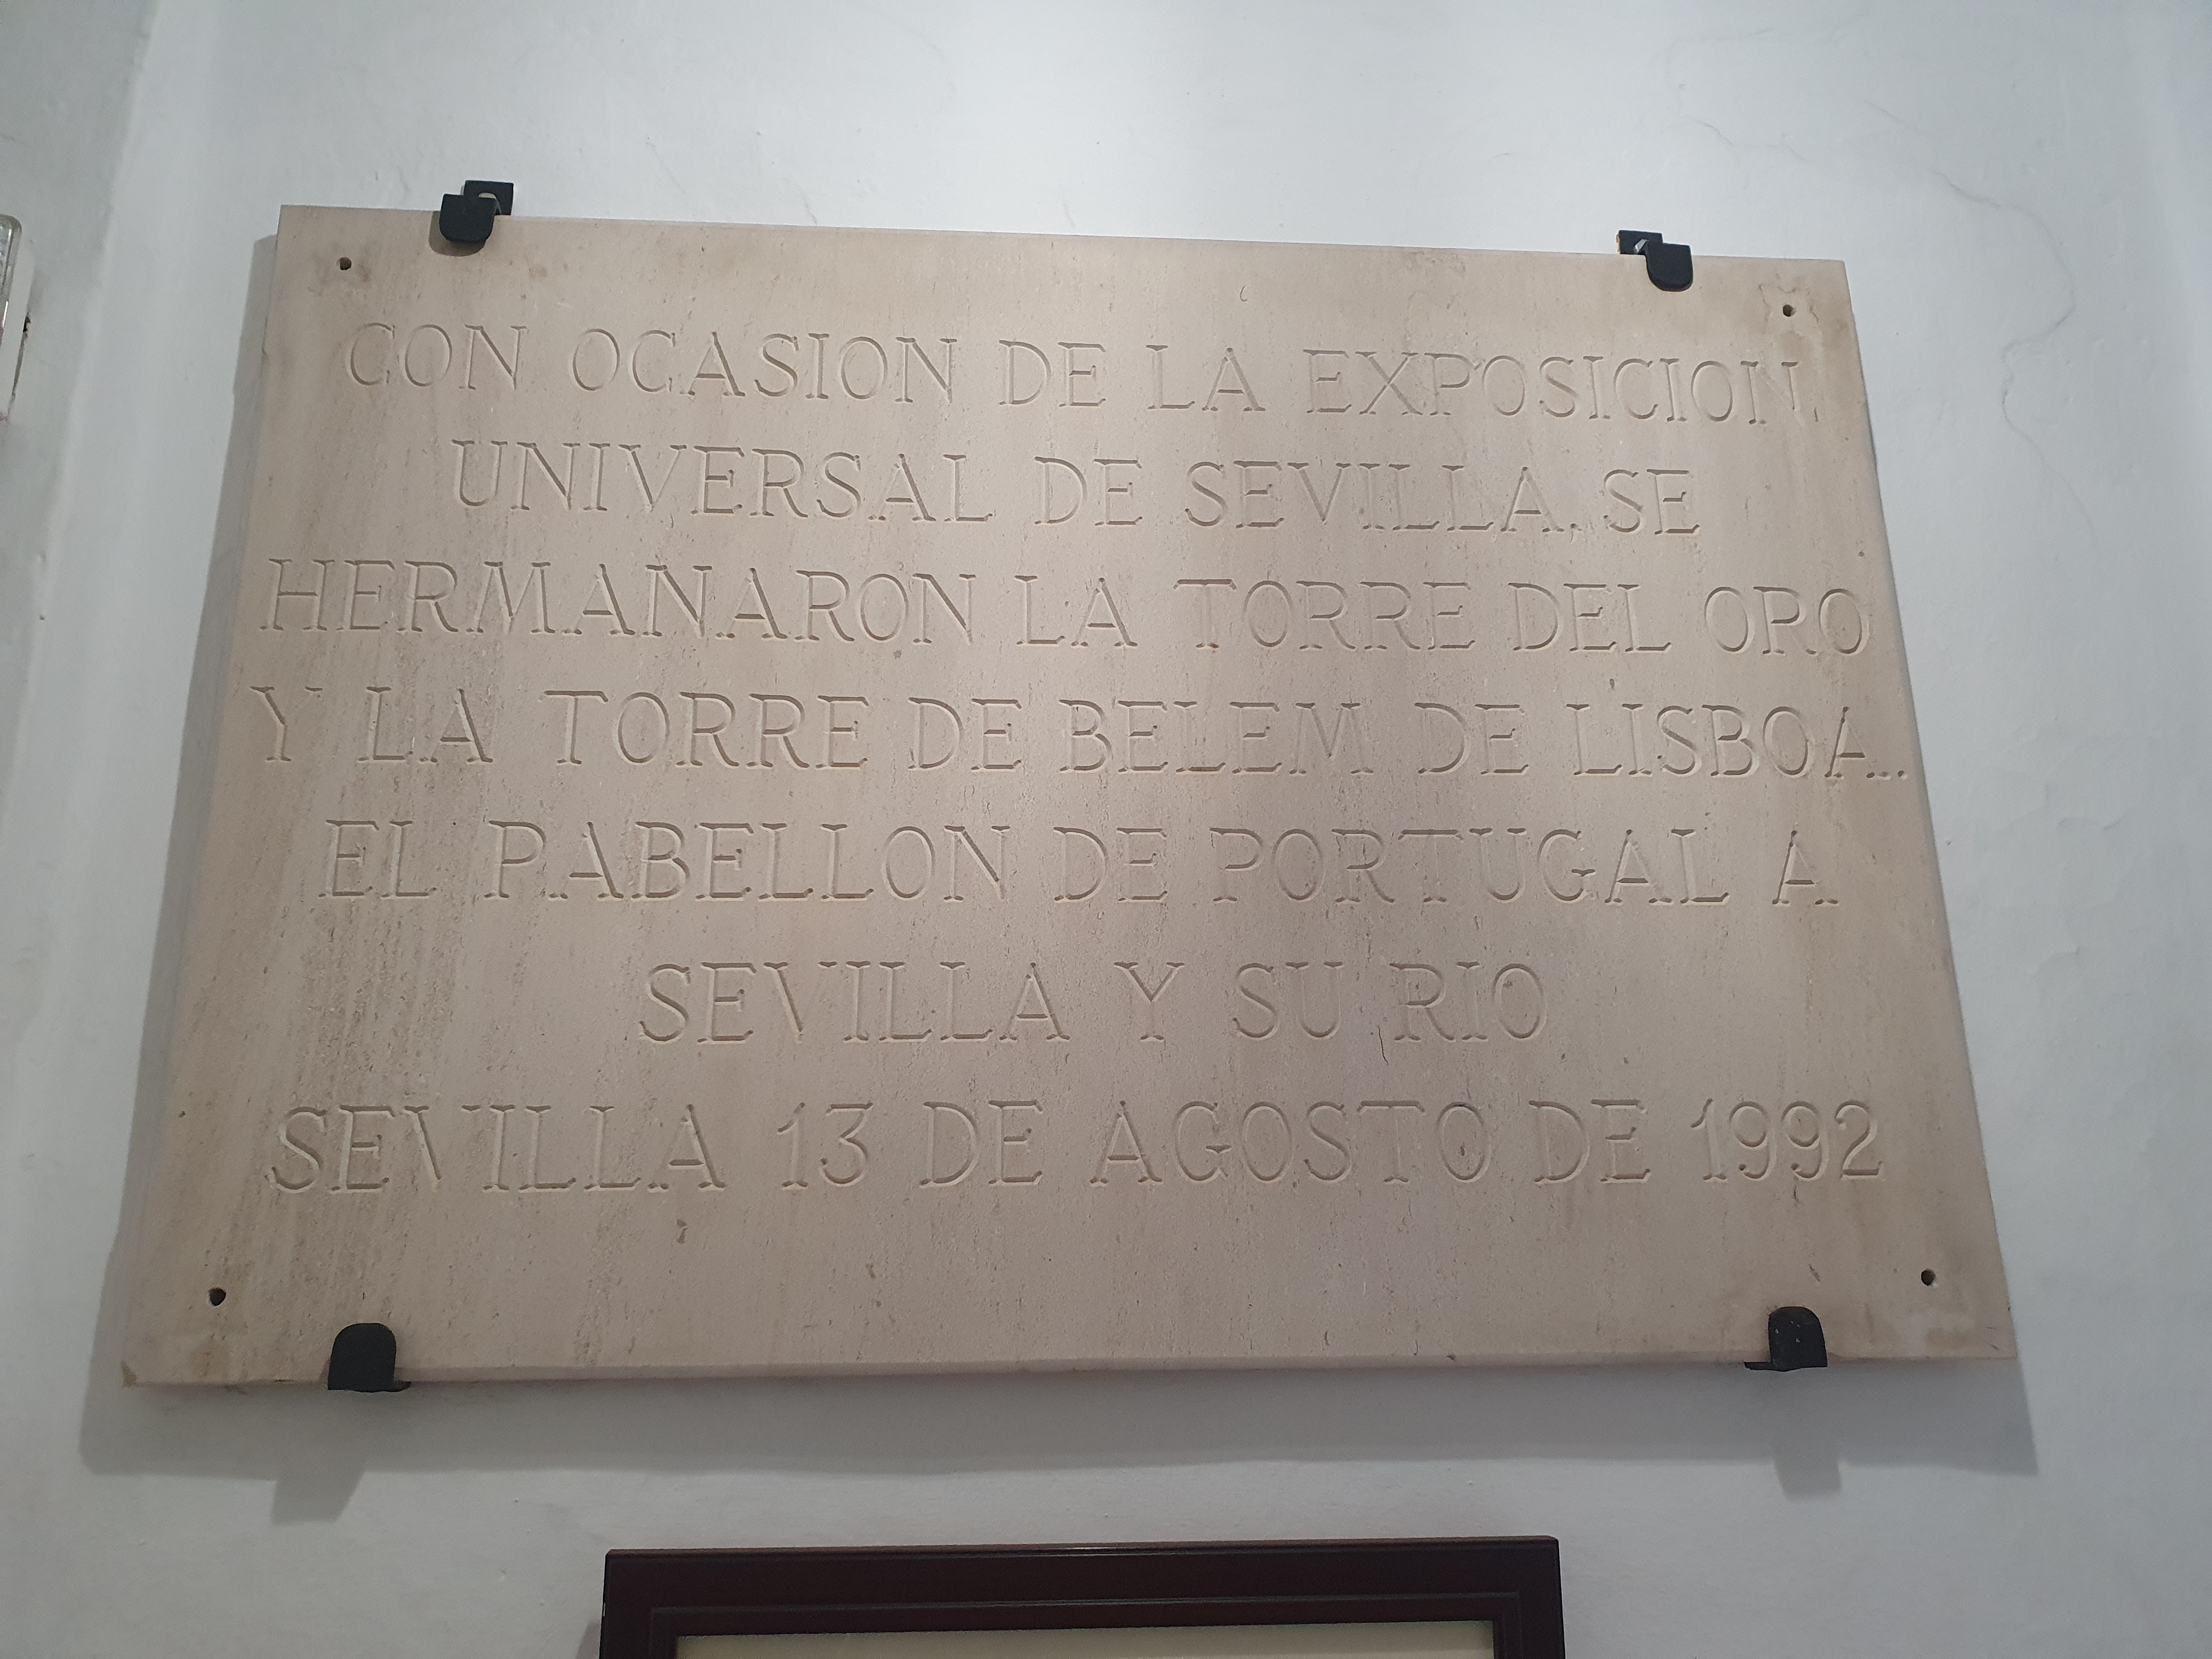 CON OCASION DE LA EXPOSICION
UNIVERSAL DE SEVILLA, SE
HERMANARON LA TORRE DEL ORO
Y LA TORRE DE BELEM DE LISBOA..
EL PABELLON DE PORTUGAL A
SEVILLA Y SU RIO
SEVILLA 13 DE AGOSTO DE 1992